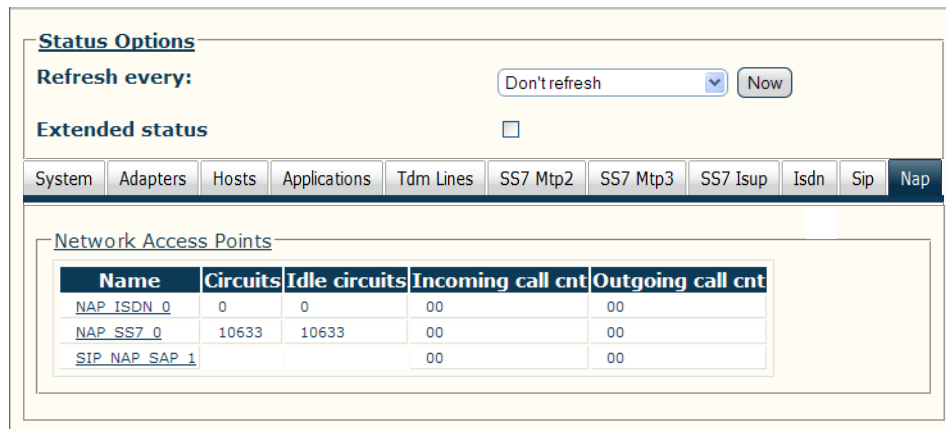 Status Options
Refresh every: Don't refresh Now
Extended status
System Adapters Hosts Applications Tdm Lines SS7 Mtp2 SS7 Mtp3 SS7 Isup Isdn Sip Nap
Network Access Points
Name Circuits Idle circuits Incoming call cnt Outgoing call cnt
NAP_ISDN_0 0 0 00 00
NAP_SS7_0 10633 10633 00 00
SIP_NAP_SAP_1 00 00